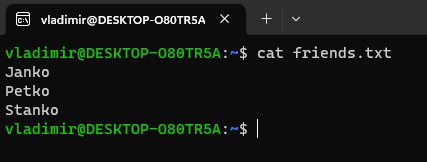 vladimir@DESKTOP-O80TR5A
vladimir@DESKTOP-O80TR5A:~$ cat friends.txt
Janko
Petko
Stanko
vladimir@DESKTOP-O80TR5A:~$